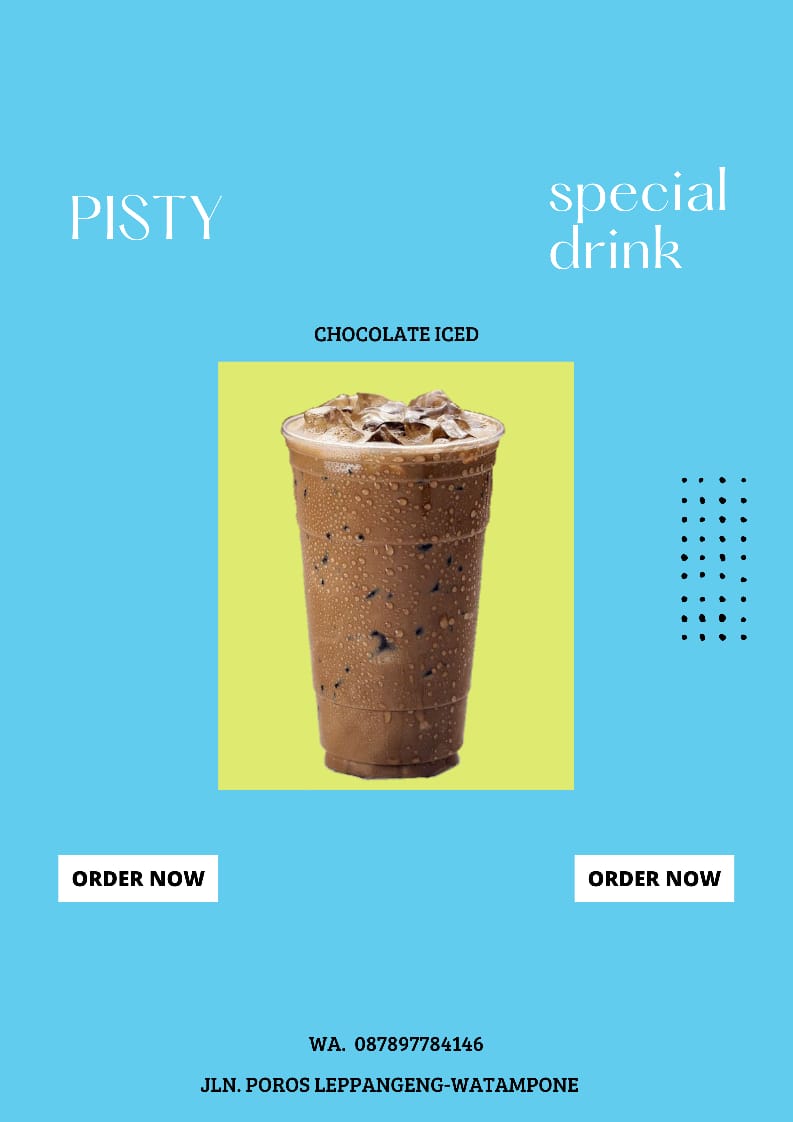 PISTY
special
drink
CHOCOLATE ICED
ORDER NOW
ORDER NOW
WA. 087897784146
JLN. POROS LEPPANGENG-WATAMPONE